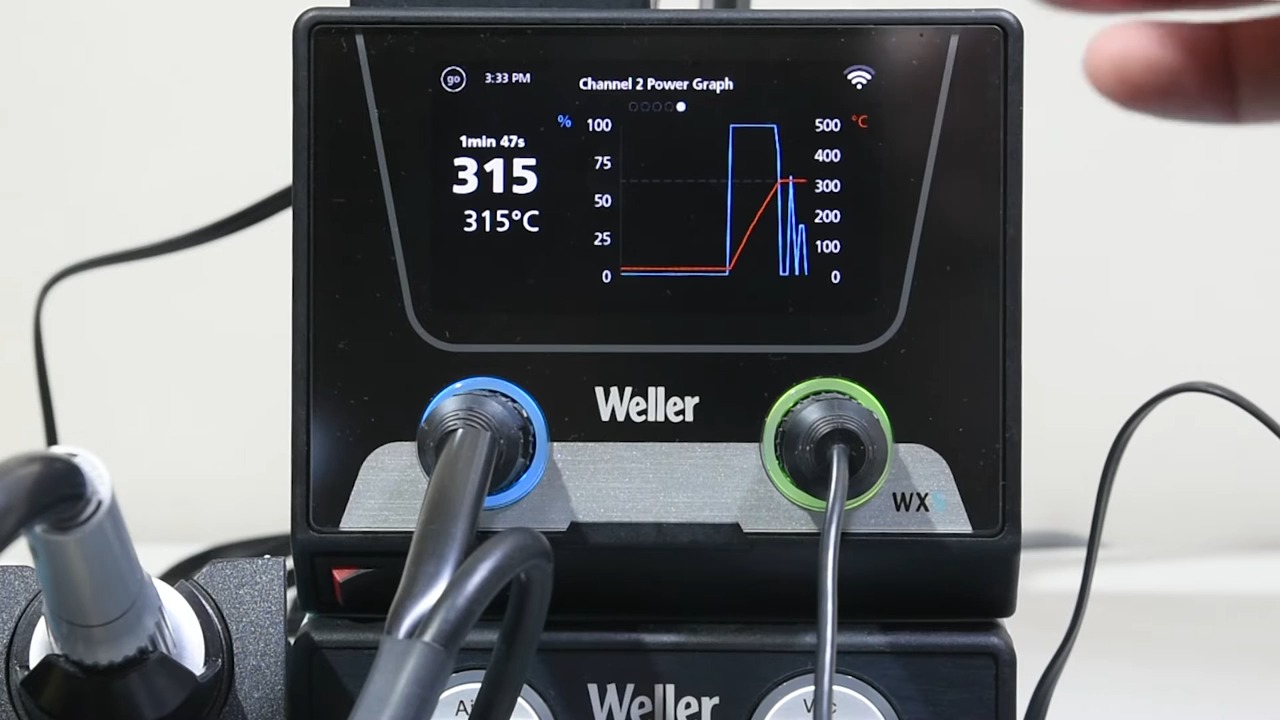 go 3:33 PM
Channel 2 Power Graph
% 100 500 °C
1min 47s
315
315°C
75 400
50 300
25 200
100
0 0
Weller
WX
Weller